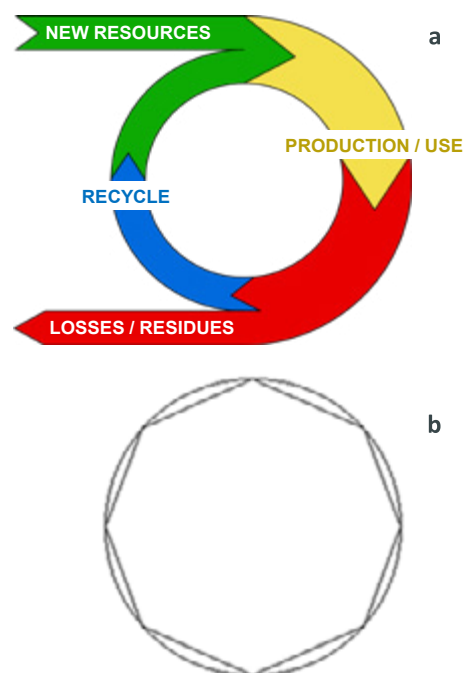 NEW RESOURCES
a
PRODUCTION / USE
RECYCLE
LOSSES / RESIDUES
b